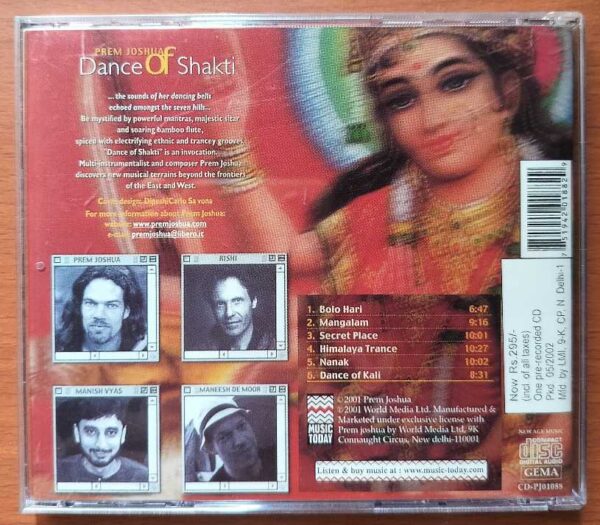 PREM JOSHUA
Dance of Shakti
... the sounds of her dancing bells
echoed amongst the seven hills...
Be mystified by powerful mantras, majestic sitar
and soaring bamboo flute,
spiced with electrifying ethnic and trancey grooves.
"Dance of Shakti" is an invocation.
Multi-instrumentalist and composer Prem Joshua
discovers new musical terrains beyond the frontiers
of the East and West.
Cover design: Dipesh/Carlo Savona
For more information about Prem Joshua:
website: www.premjoshua.com
e-mail: premjoshua@libero.it
PREM JOSHUA
RISHI
MANISH VYAS
MANEESH DE MOOR
1. Bolo Hari 6:47
2. Mangalam 9:16
3. Secret Place 10:01
4. Himalaya Trance 10:27
5. Nanak 10:02
6. Dance of Kali 8:31
MUSIC
TODAY
©2001 Prem Joshua
©2001 World Media Ltd. Manufactured &
Marketed under exclusive license with
Prem joshua by World Media Ltd, 9K
Connaught Circus, New delhi-110001
Listen & buy music at : www.music-today.com
7 51942 01882 9
Now Rs.295/-
(incl.of all taxes)
One pre-recorded CD
Pkd 05/2002
Mfd by LMI, 9-K, CP, N. Delhi-1
NEW AGE MUSIC
COMPACT
disc
DIGITAL AUDIO
GEMA
CD-PJ01088